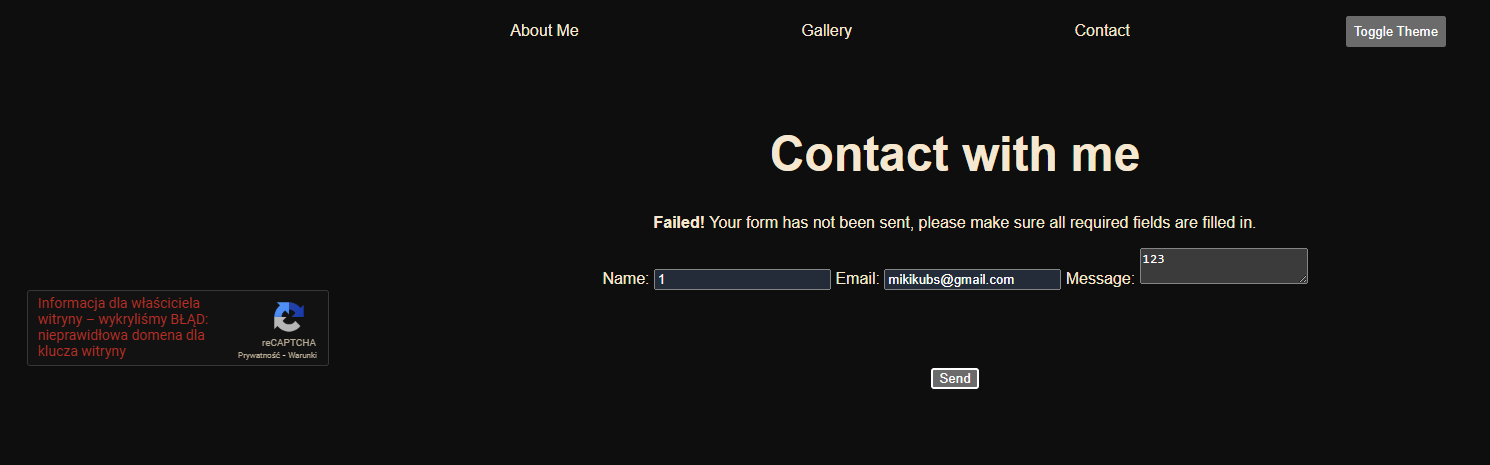 About Me Gallery Contact Toggle Theme
Contact with me
Failed! Your form has not been sent, please make sure all required fields are filled in.
Name: 1 Email: mikikubs@gmail.com Message: 123
Informacja dla właściciela
witryny – wykryliśmy BŁĄD:
nieprawidłowa domena dla
klucza witryny
reCAPTCHA
Prywatność - Warunki
Send